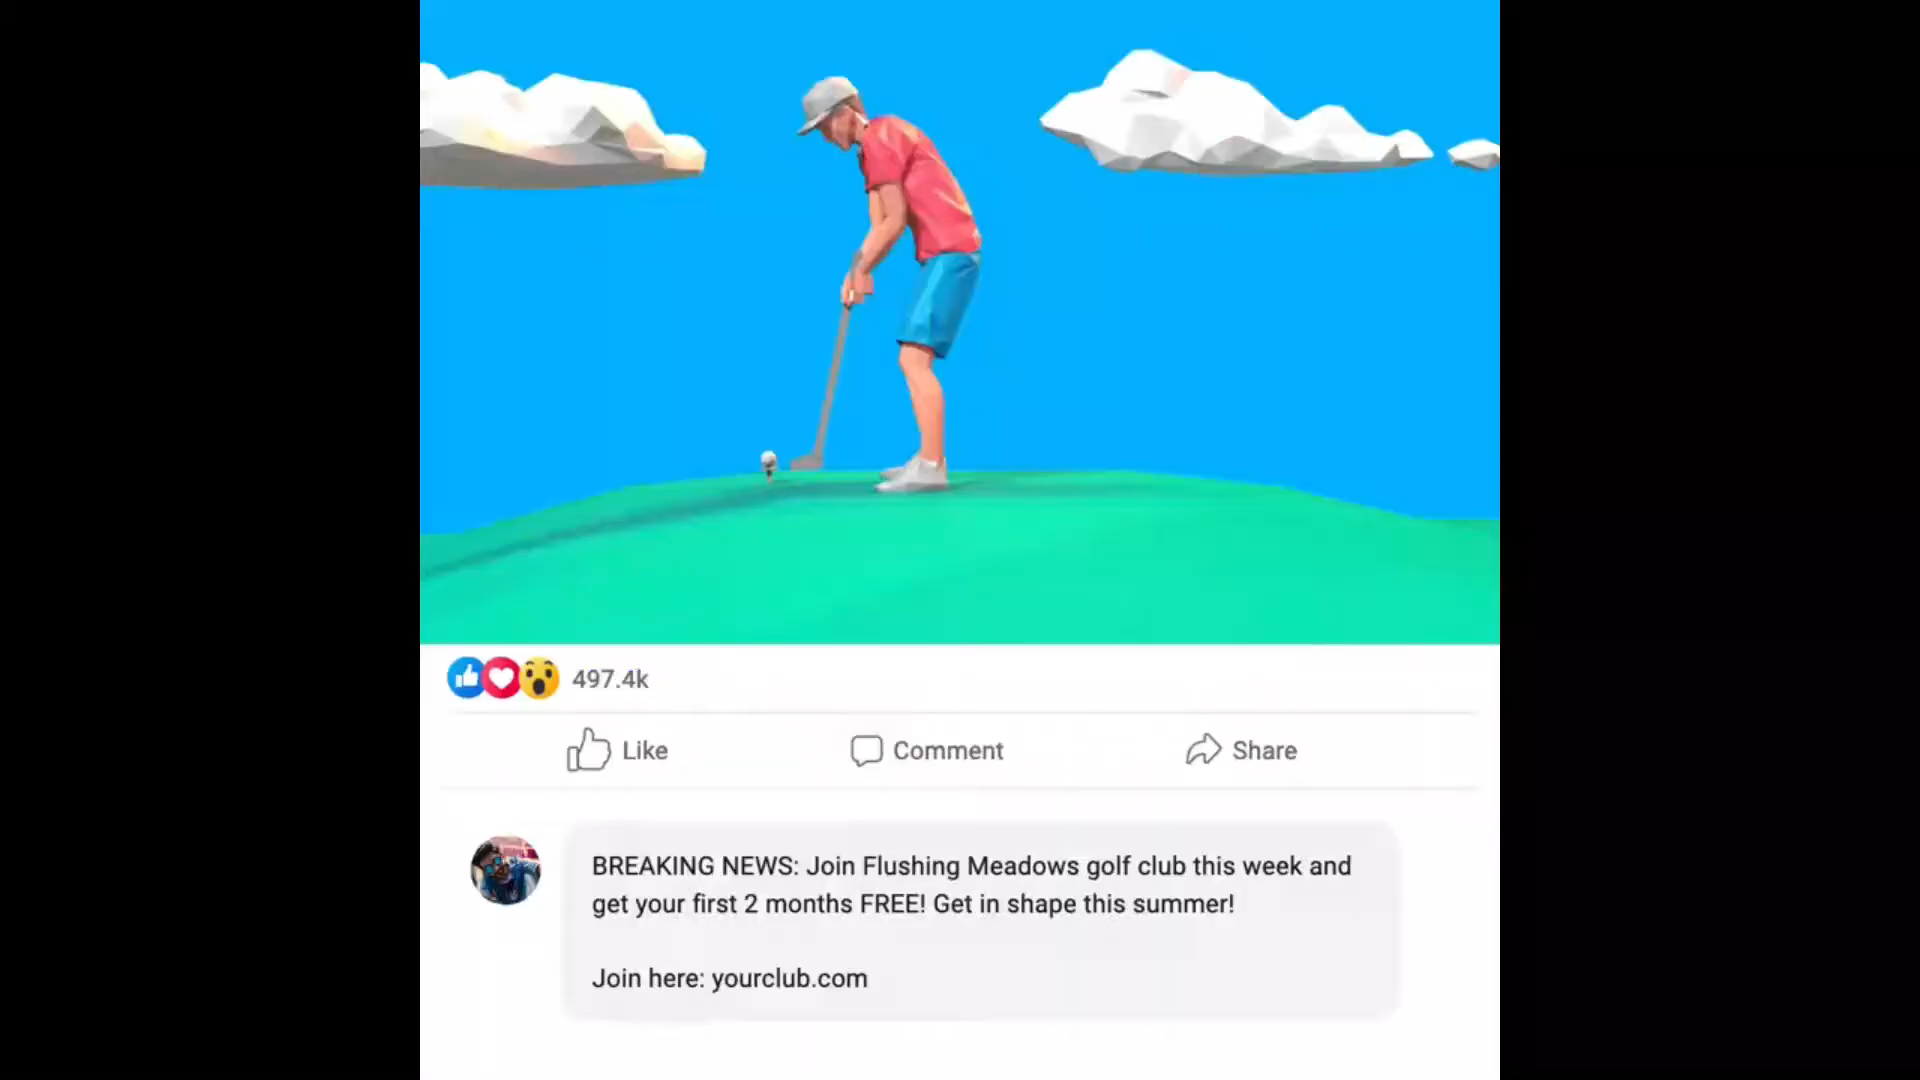 497.4k
Like
Comment
Share
BREAKING NEWS: Join Flushing Meadows golf club this week and
get your first 2 months FREE! Get in shape this summer!
Join here: yourclub.com